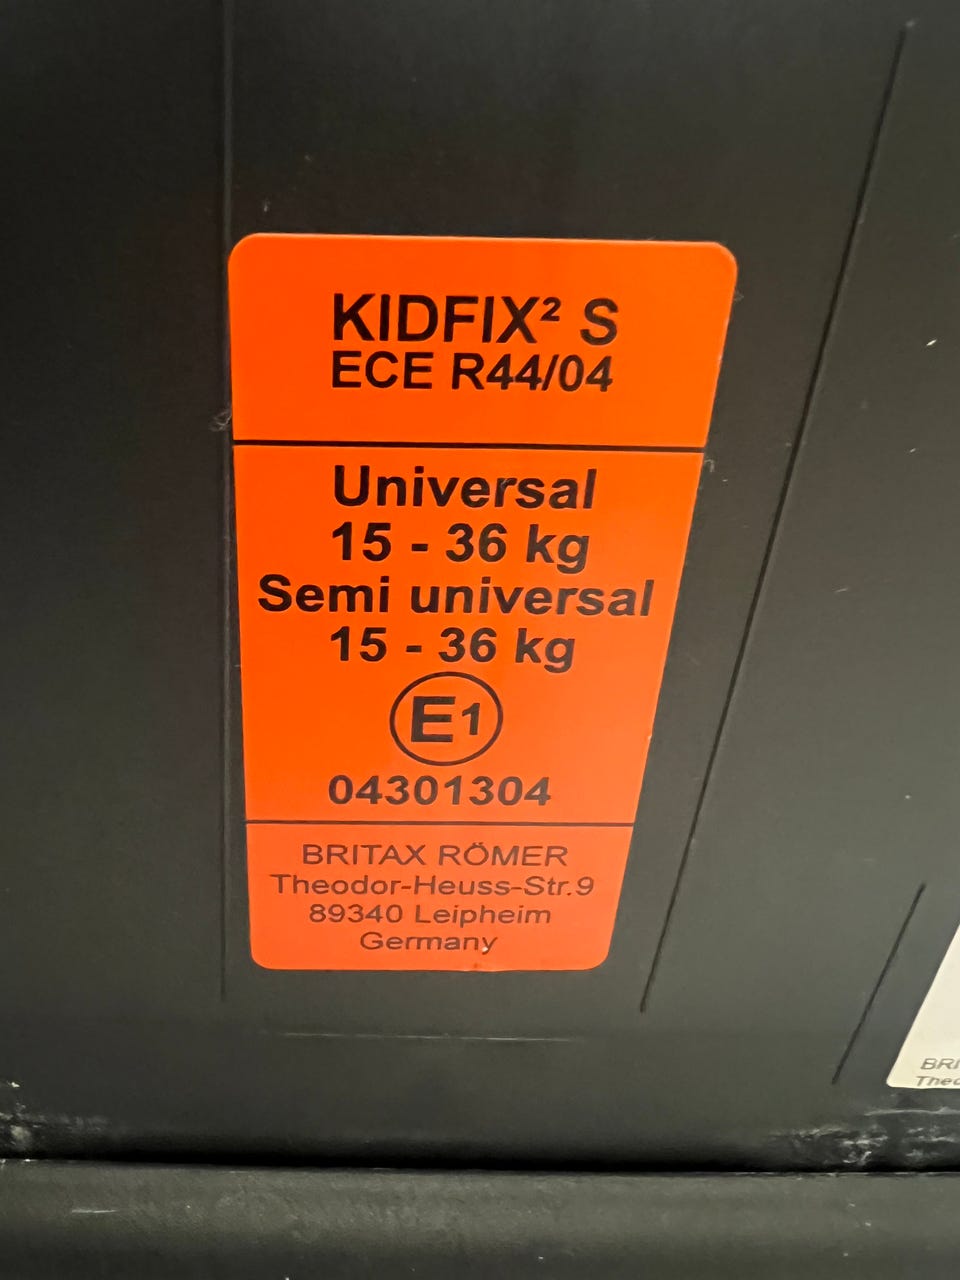 KIDFIX² S
ECE R44/04
Universal
15 - 36 kg
Semi universal
15 - 36 kg
E1
04301304
BRITAX RÖMER
Theodor-Heuss-Str.9
89340 Leipheim
Germany